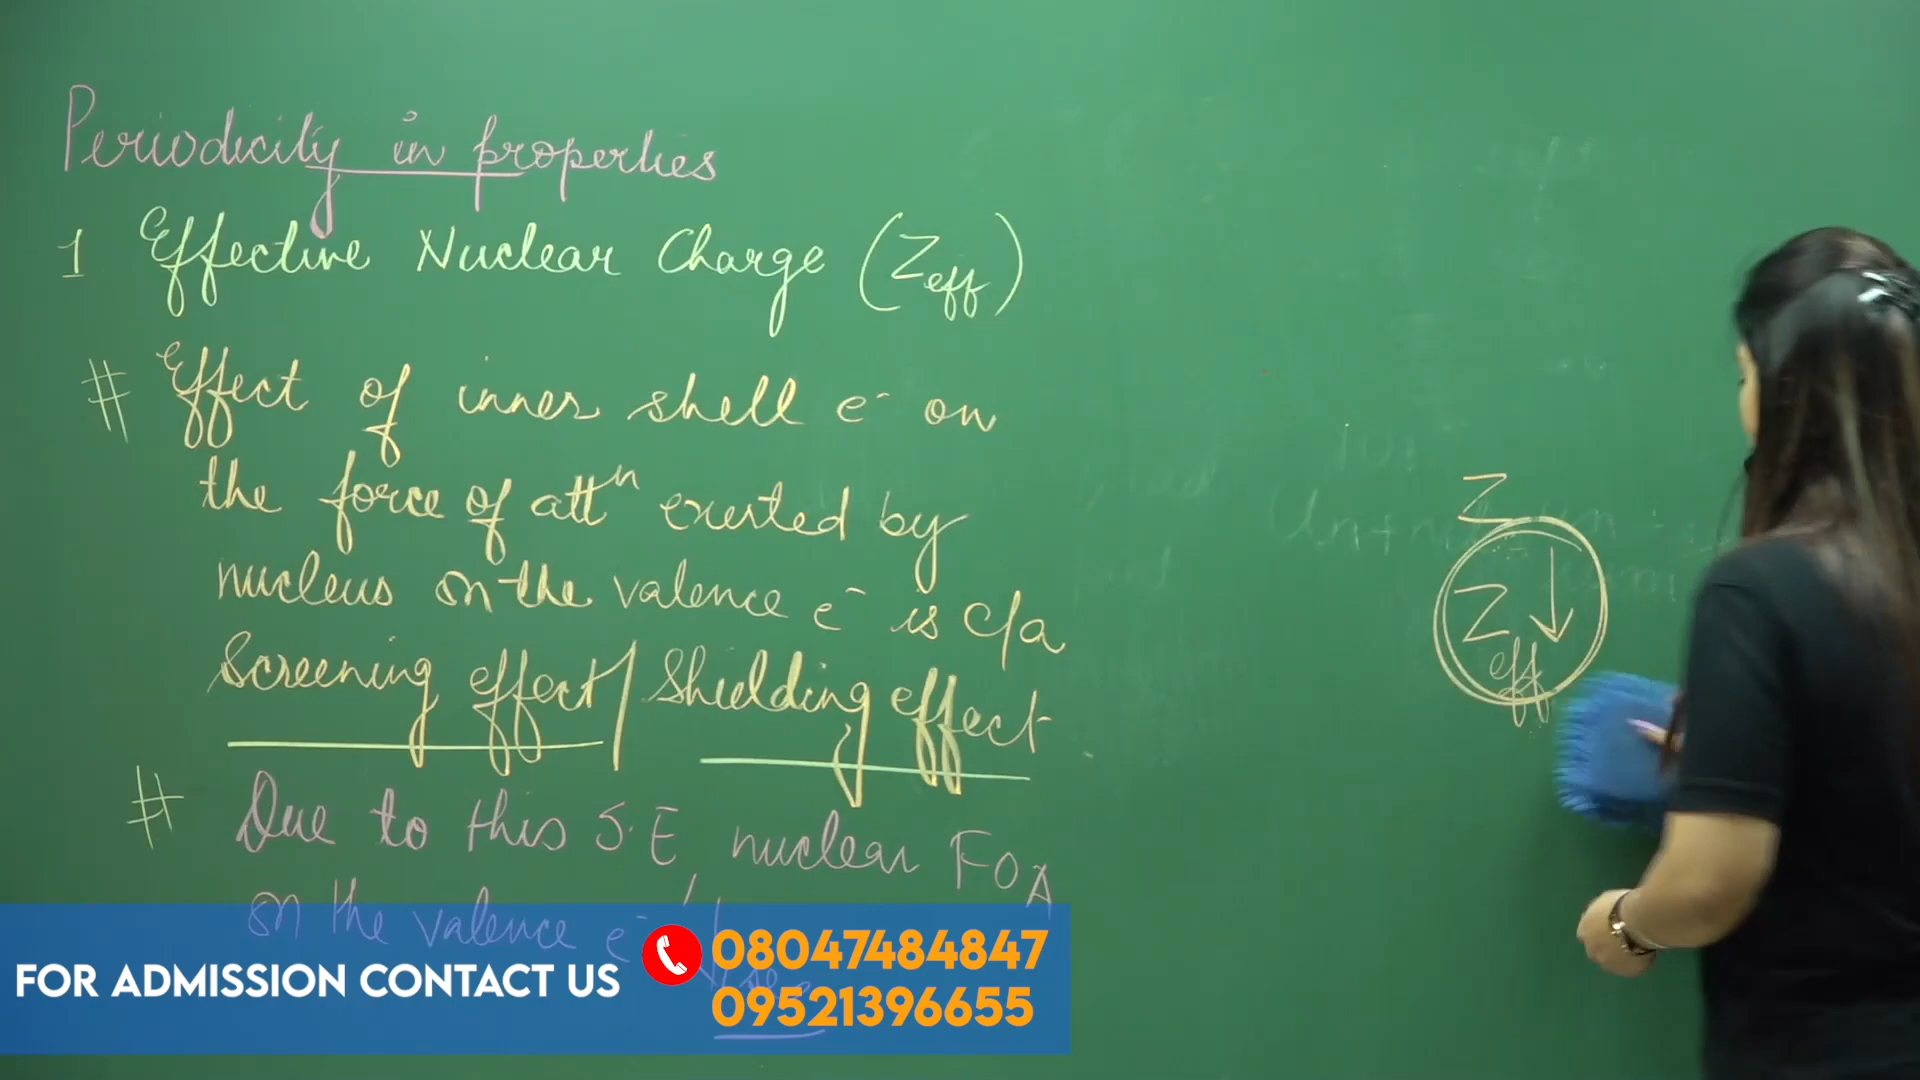 Periodicity in properties
1 Effective Nuclear Charge (Zeff)
# Effect of inner shell e⁻ on
the force of attⁿ exerted by
nucleus on the valence e⁻ is c/a
screening effect / shielding effect
# Due to this S.E, nuclear FOA
on the valence e⁻
Z
Zeff ↓
FOR ADMISSION CONTACT US
08047484847
09521396655